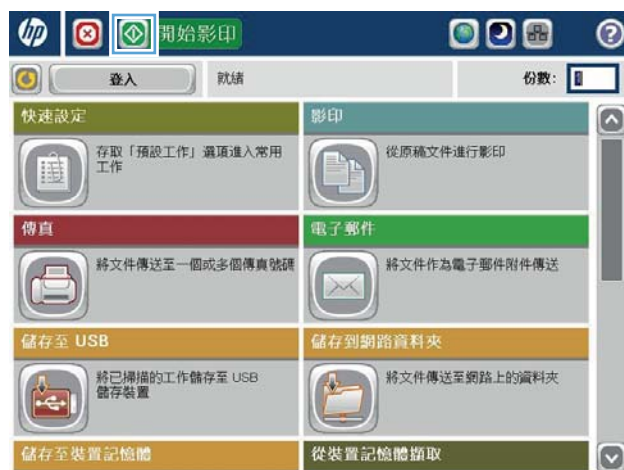 hp
開始影印
?
登入
就緒
份數:
快速設定
影印
存取「預設工作」選項進入常用
工作
從原稿文件進行影印
傳真
電子郵件
將文件傳送至一個或多個傳真號碼
將文件作為電子郵件附件傳送
儲存至 USB
儲存到網路資料夾
將已掃描的工作儲存至 USB
儲存裝置
將文件傳送至網路上的資料夾
儲存至裝置記憶體
從裝置記憶體擷取